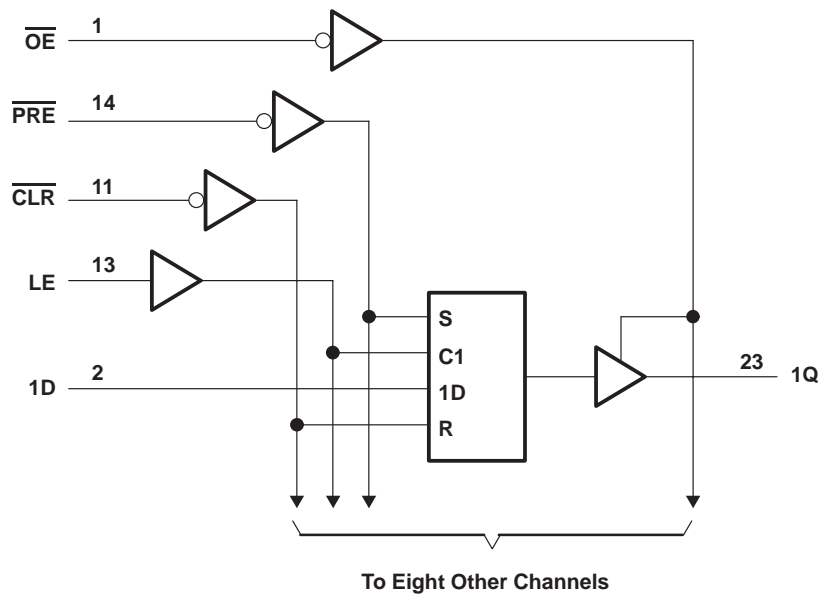 OE 1
PRE 14
CLR 11
LE 13
S
C1
1D 2
1D
R
23 1Q
To Eight Other Channels